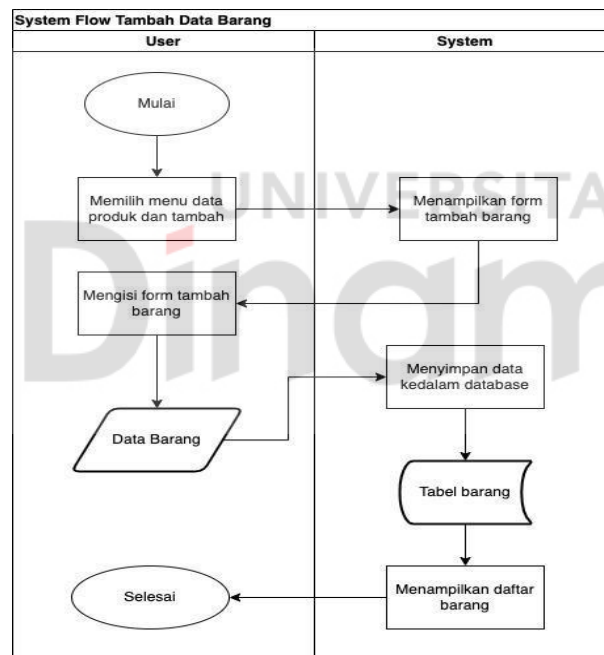 System Flow Tambah Data Barang
User
System
Mulai
Memilih menu data
produk dan tambah
Menampilkan form
tambah barang
Mengisi form tambah
barang
Menyimpan data
kedalam database
Data Barang
Tabel barang
Menampilkan daftar
barang
Selesai
UNIVERSITA
Dinam